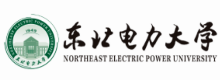 东北电力大学
NORTHEAST ELECTRIC POWER UNIVERSITY